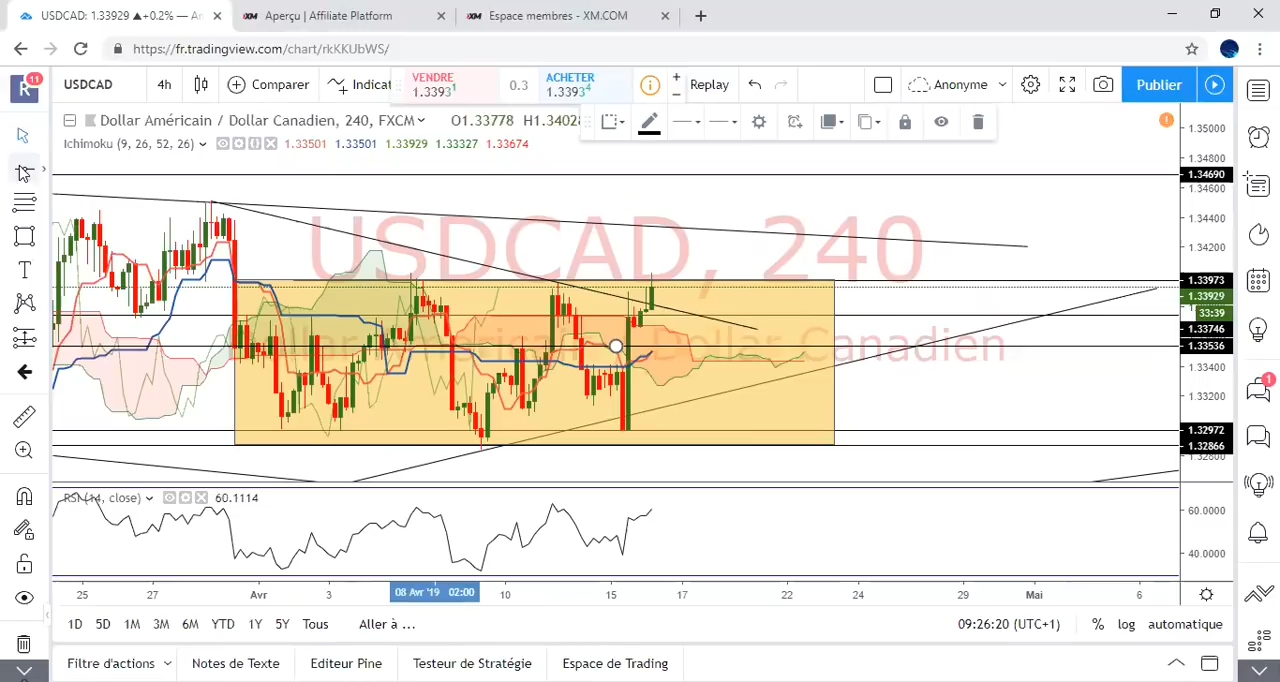 USDCAD: 1.33929 ▲+0.2% — An
Aperçu | Affiliate Platform
Espace membres - XM.COM
https://fr.tradingview.com/chart/rkKKUbWS/
R 11
USDCAD 4h Comparer Indicat
VENDRE
1.3393¹
0.3
ACHETER
1.3393⁴
Replay
Anonyme
Publier
Dollar Américain / Dollar Canadien, 240, FXCM O1.33778 H1.3402
Ichimoku (9, 26, 52, 26) 1.33501 1.33501 1.33929 1.33327 1.33674
USDCAD, 240
Dollar Américain / Dollar Canadien
1.35000
1.34800
1.34690
1.34600
1.34400
1.34200
1.33973
1.33929
33:39
1.33746
1.33536
1.33400
1.33200
1.32972
1.32866
RSI (14, close) 60.1114
60.0000
40.0000
25 27 Avr 3 08 Avr '19 02:00 10 15 17 22 24 29 Mai 6
1D 5D 1M 3M 6M YTD 1Y 5Y Tous Aller à ...
09:26:20 (UTC+1) % log automatique
Filtre d'actions Notes de Texte Editeur Pine Testeur de Stratégie Espace de Trading
1